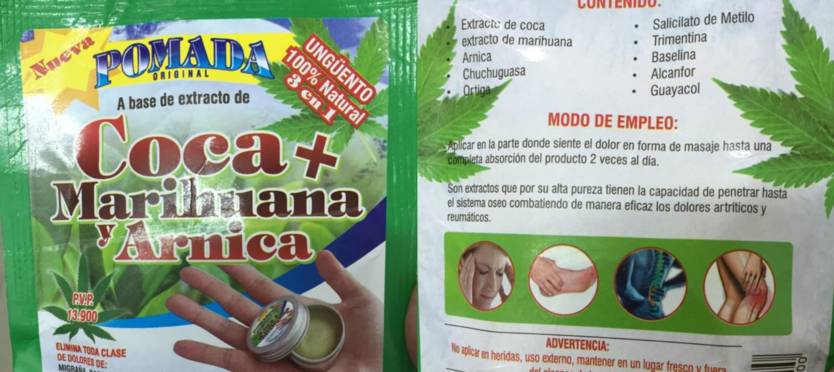 Nueva
POMADA
ORIGINAL
UNGÜENTO
100% Natural
3 en 1
A base de extracto de
Coca +
Marihuana
y Arnica
P.V.P.
13.900
ELIMINA TODA CLASE
DE DOLORES DE:
CONTENIDO:
• Extracto de coca
• extracto de marihuana
• Arnica
• Chuchuguasa
• Ortiga
• Salicilato de Metilo
• Trimentina
• Baselina
• Alcanfor
• Guayacol
MODO DE EMPLEO:
Aplicar en la parte donde siente el dolor en forma de masaje hasta una
completa absorción del producto 2 veces al día.
Son extractos que por su alta pureza tienen la capacidad de penetrar hasta
el sistema oseo combatiendo de manera eficaz los dolores artríticos y
reumáticos.
ADVERTENCIA:
No aplicar en heridas, uso externo, mantener en un lugar fresco y fuera